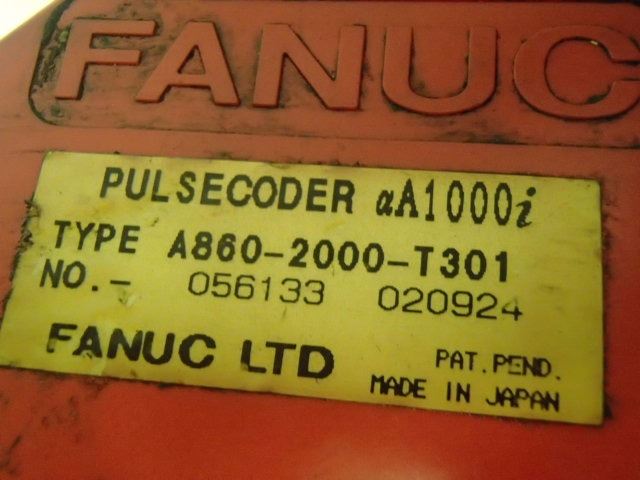 FANUC
PULSECODER αA1000i
TYPE A860-2000-T301
NO.- 056133 020924
FANUC LTD
PAT.PEND.
MADE IN JAPAN